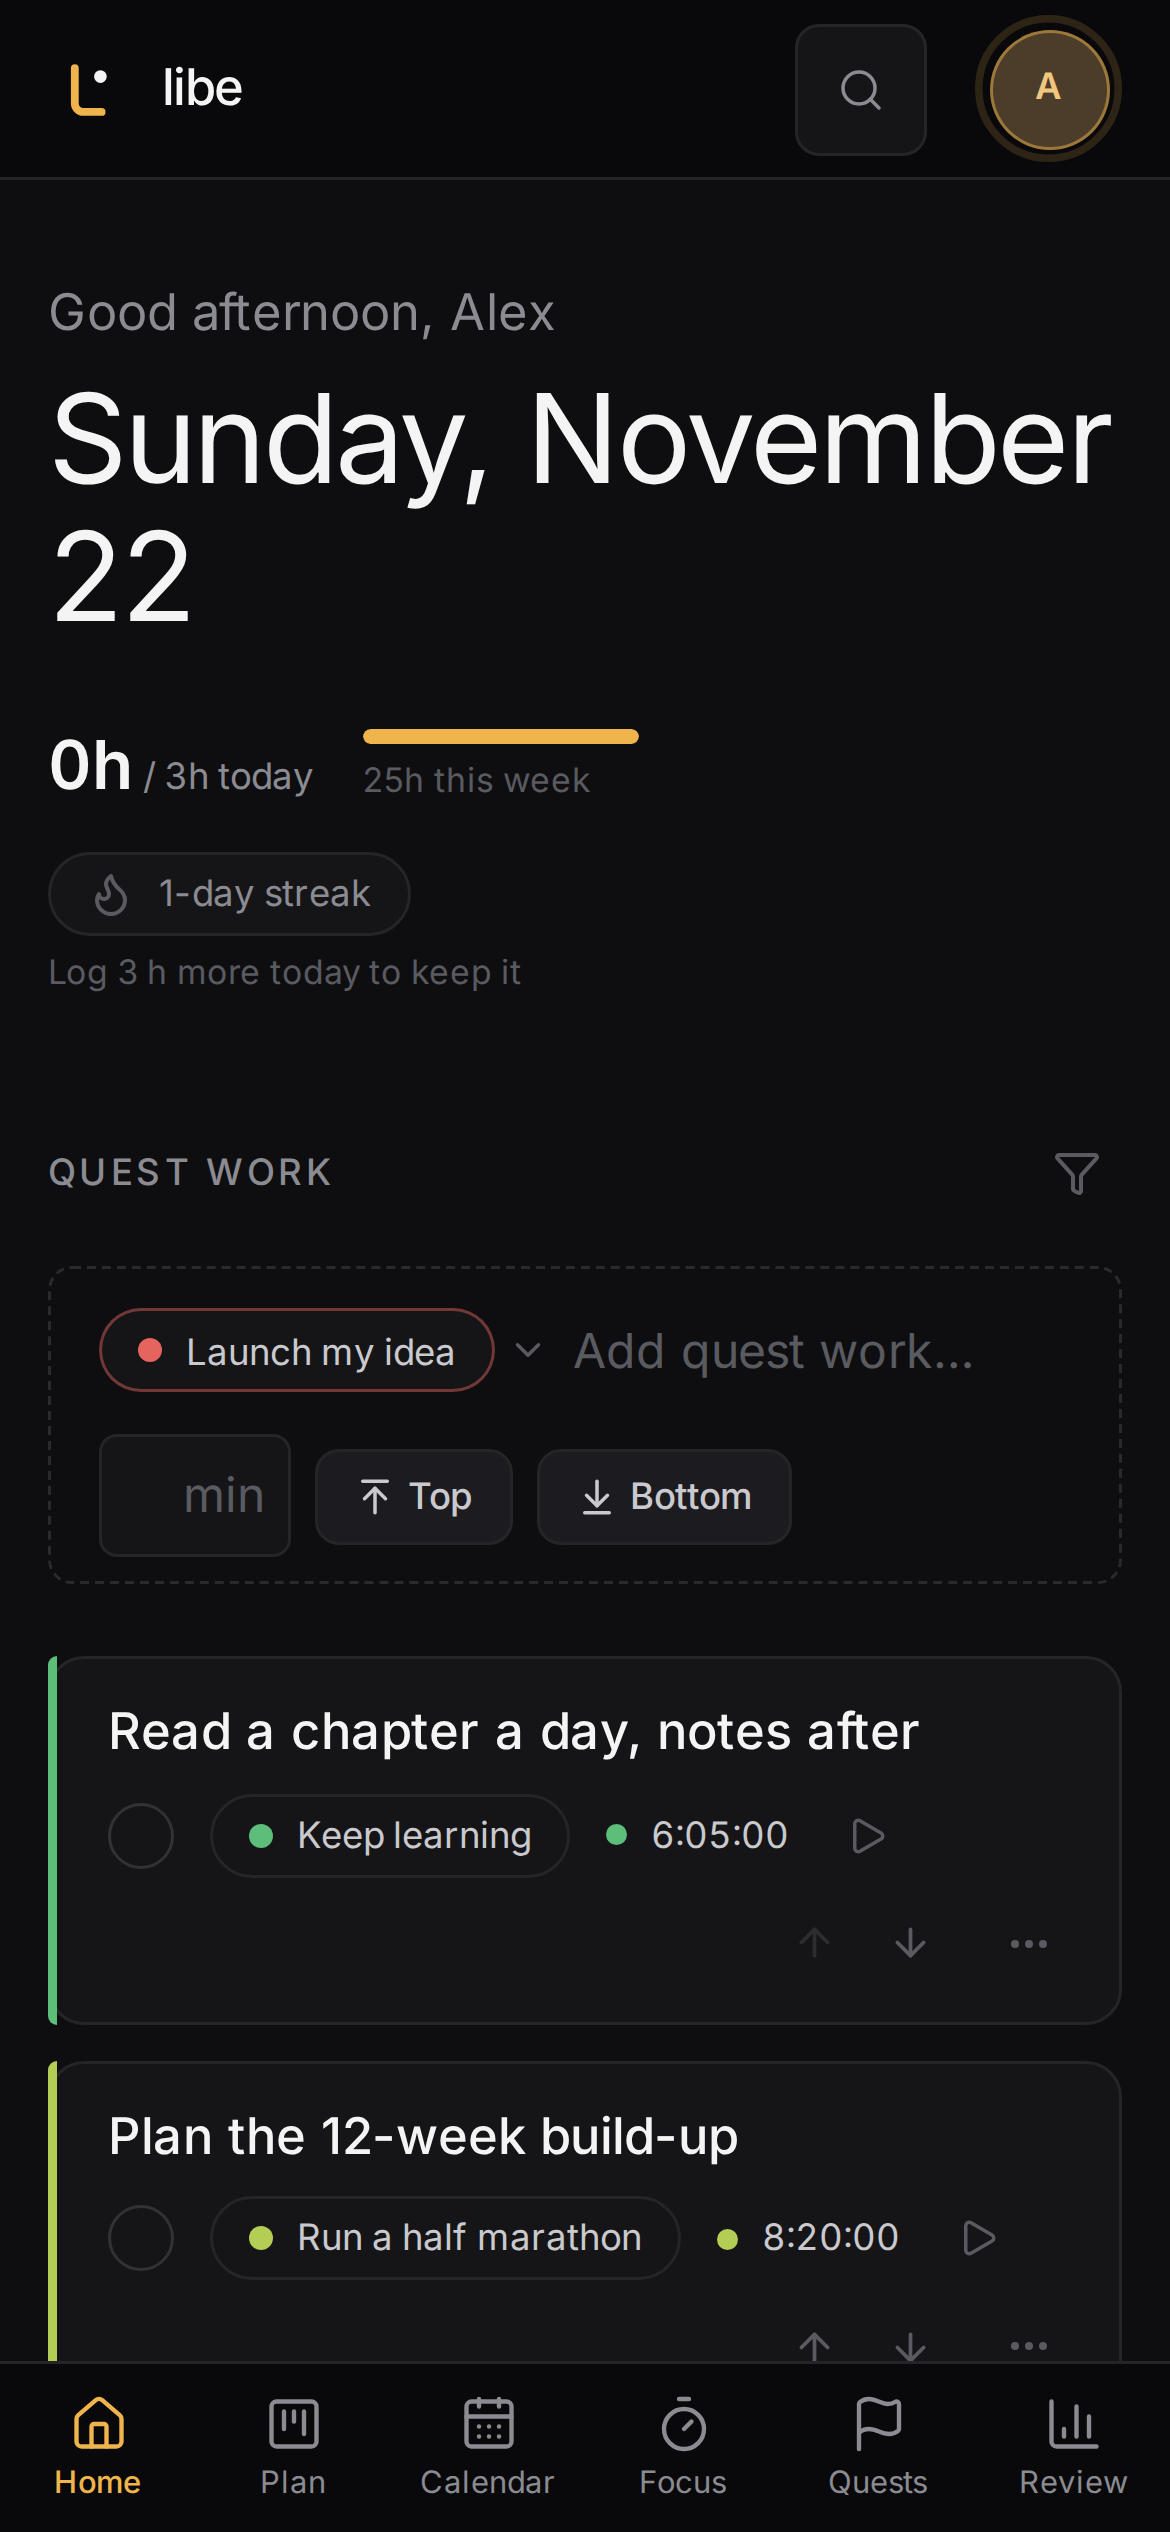 libe
A
Good afternoon, Alex
Sunday, November
22
0h / 3h today
25h this week
1-day streak
Log 3 h more today to keep it
QUEST WORK
Launch my idea
Add quest work...
min
Top
Bottom
Read a chapter a day, notes after
Keep learning
6:05:00
Plan the 12-week build-up
Run a half marathon
8:20:00
Home
Plan
Calendar
Focus
Quests
Review